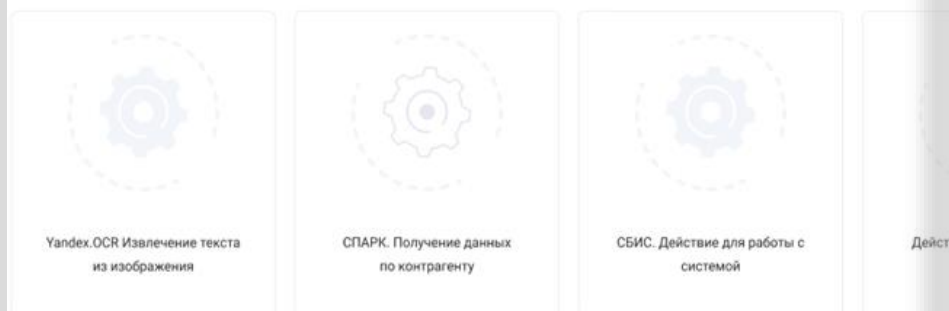 Yandex.OCR Извлечение текста
из изображения
СПАРК. Получение данных
по контрагенту
СБИС. Действие для работы с
системой